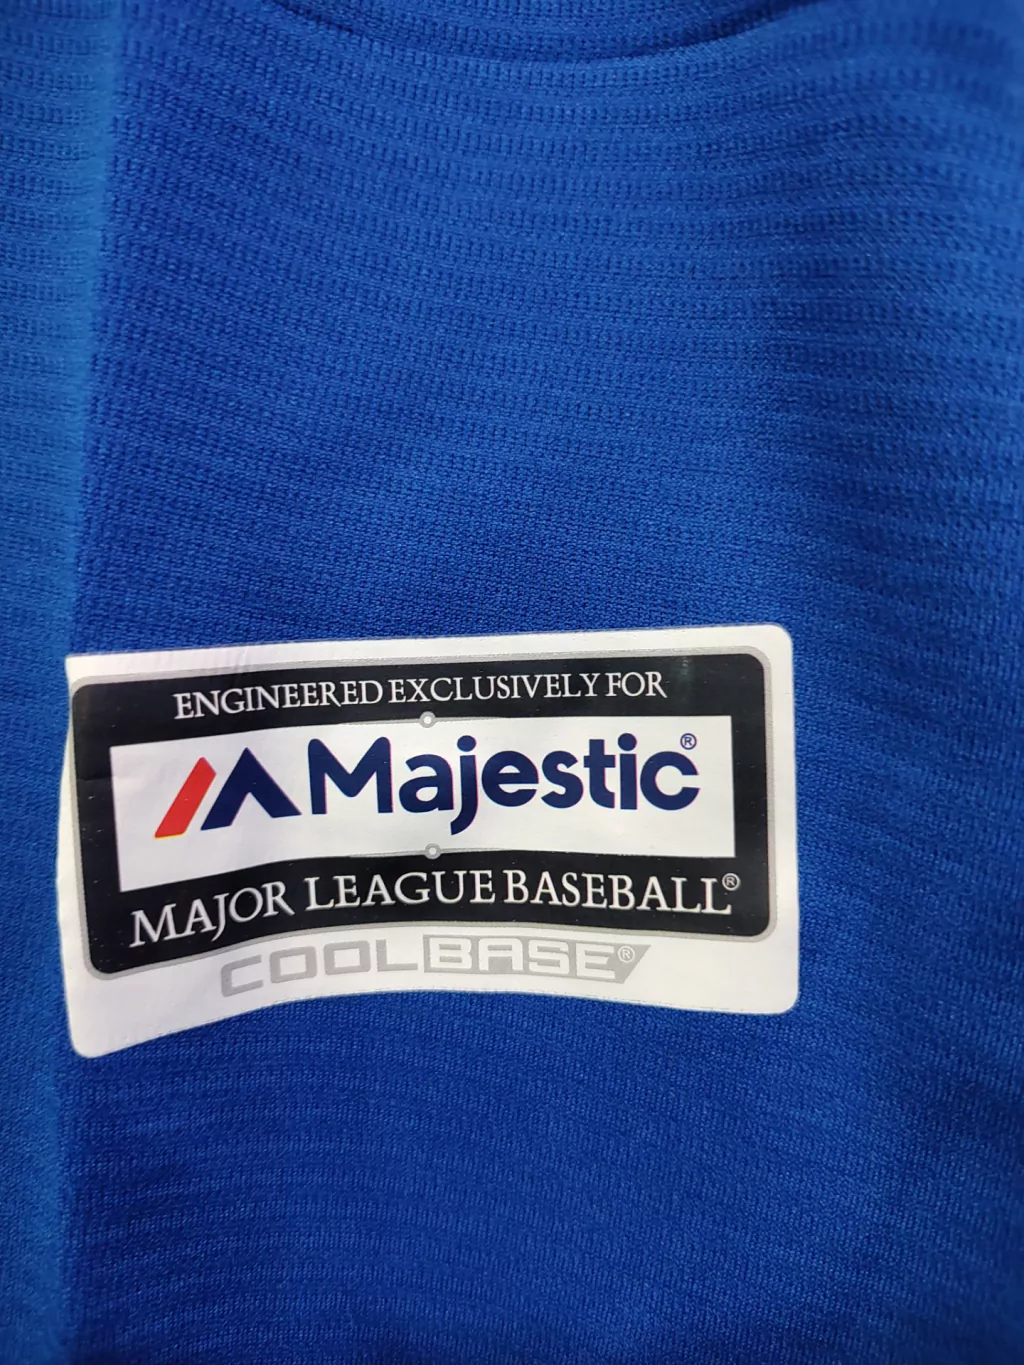 ENGINEERED EXCLUSIVELY FOR
Majestic®
MAJOR LEAGUE BASEBALL®
COOLBASE®